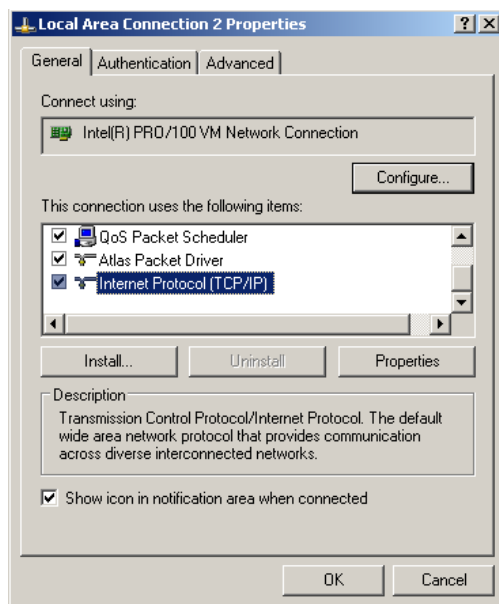 Local Area Connection 2 Properties
General Authentication Advanced
Connect using:
Intel(R) PRO/100 VM Network Connection
Configure...
This connection uses the following items:
QoS Packet Scheduler
Atlas Packet Driver
Internet Protocol (TCP/IP)
Install... Uninstall Properties
Description
Transmission Control Protocol/Internet Protocol. The default
wide area network protocol that provides communication
across diverse interconnected networks.
Show icon in notification area when connected
OK Cancel